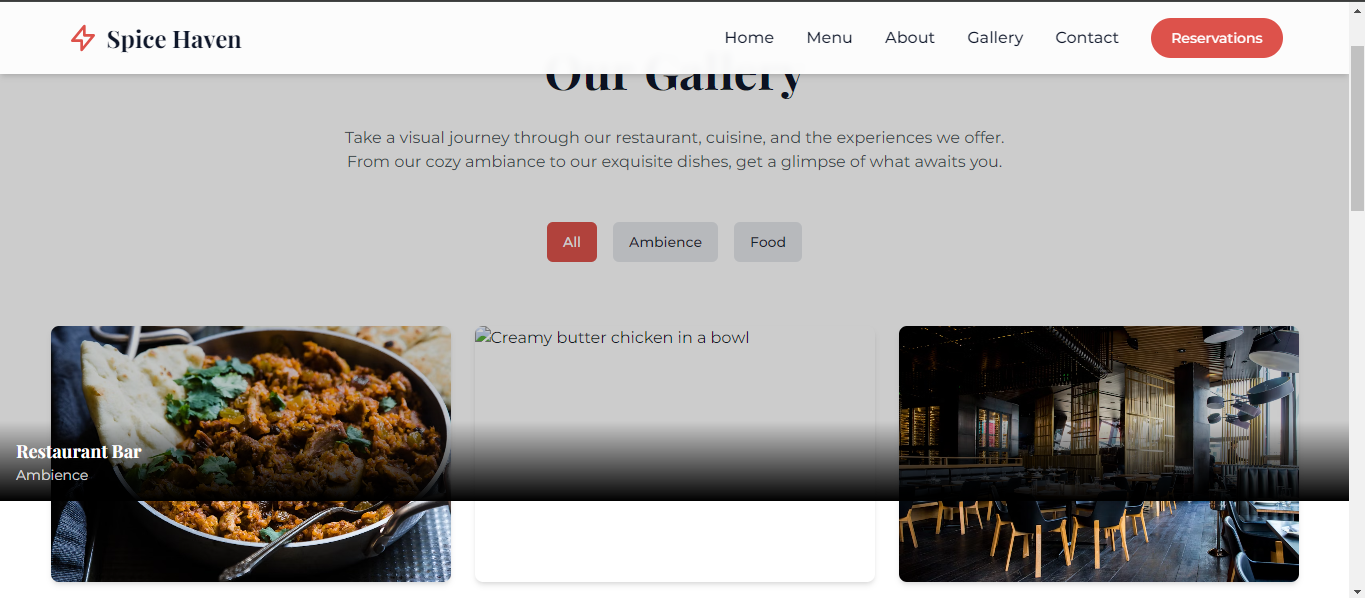 Spice Haven
Home Menu About Gallery Contact Reservations
Our Gallery
Take a visual journey through our restaurant, cuisine, and the experiences we offer.
From our cozy ambiance to our exquisite dishes, get a glimpse of what awaits you.
All Ambience Food
Creamy butter chicken in a bowl
Restaurant Bar
Ambience